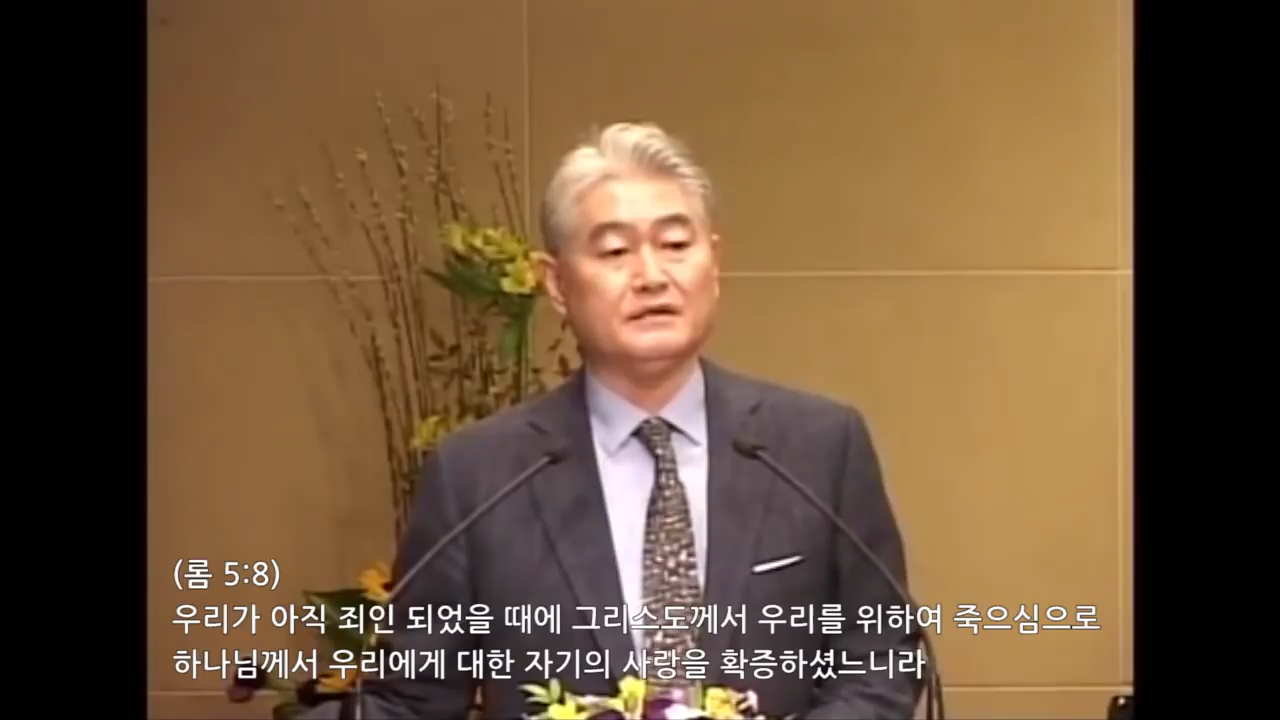 (롬 5:8)
우리가 아직 죄인 되었을 때에 그리스도께서 우리를 위하여 죽으심으로
하나님께서 우리에게 대한 자기의 사랑을 확증하셨느니라